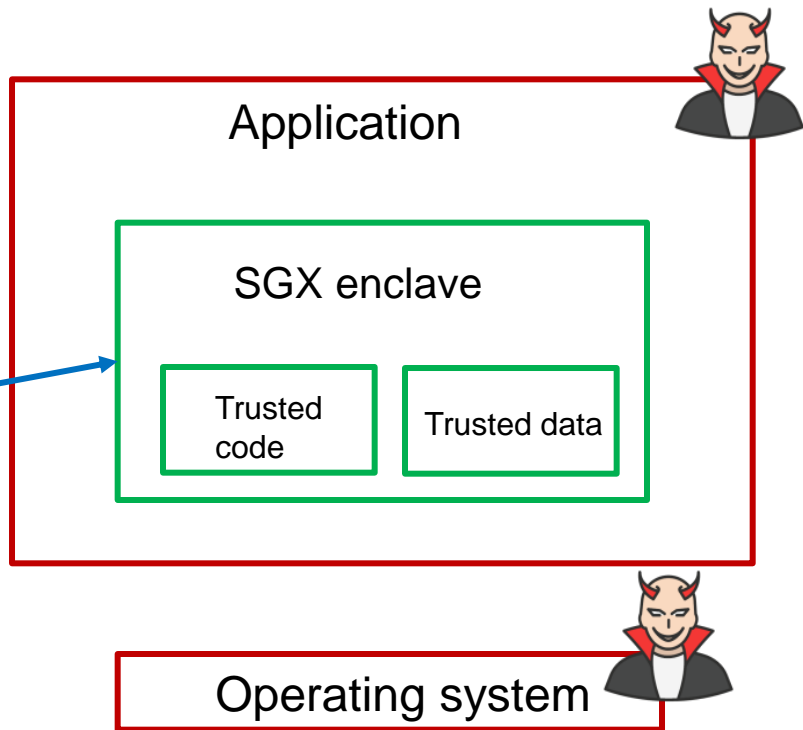 Application
SGX enclave
Trusted
code
Trusted data
Operating system